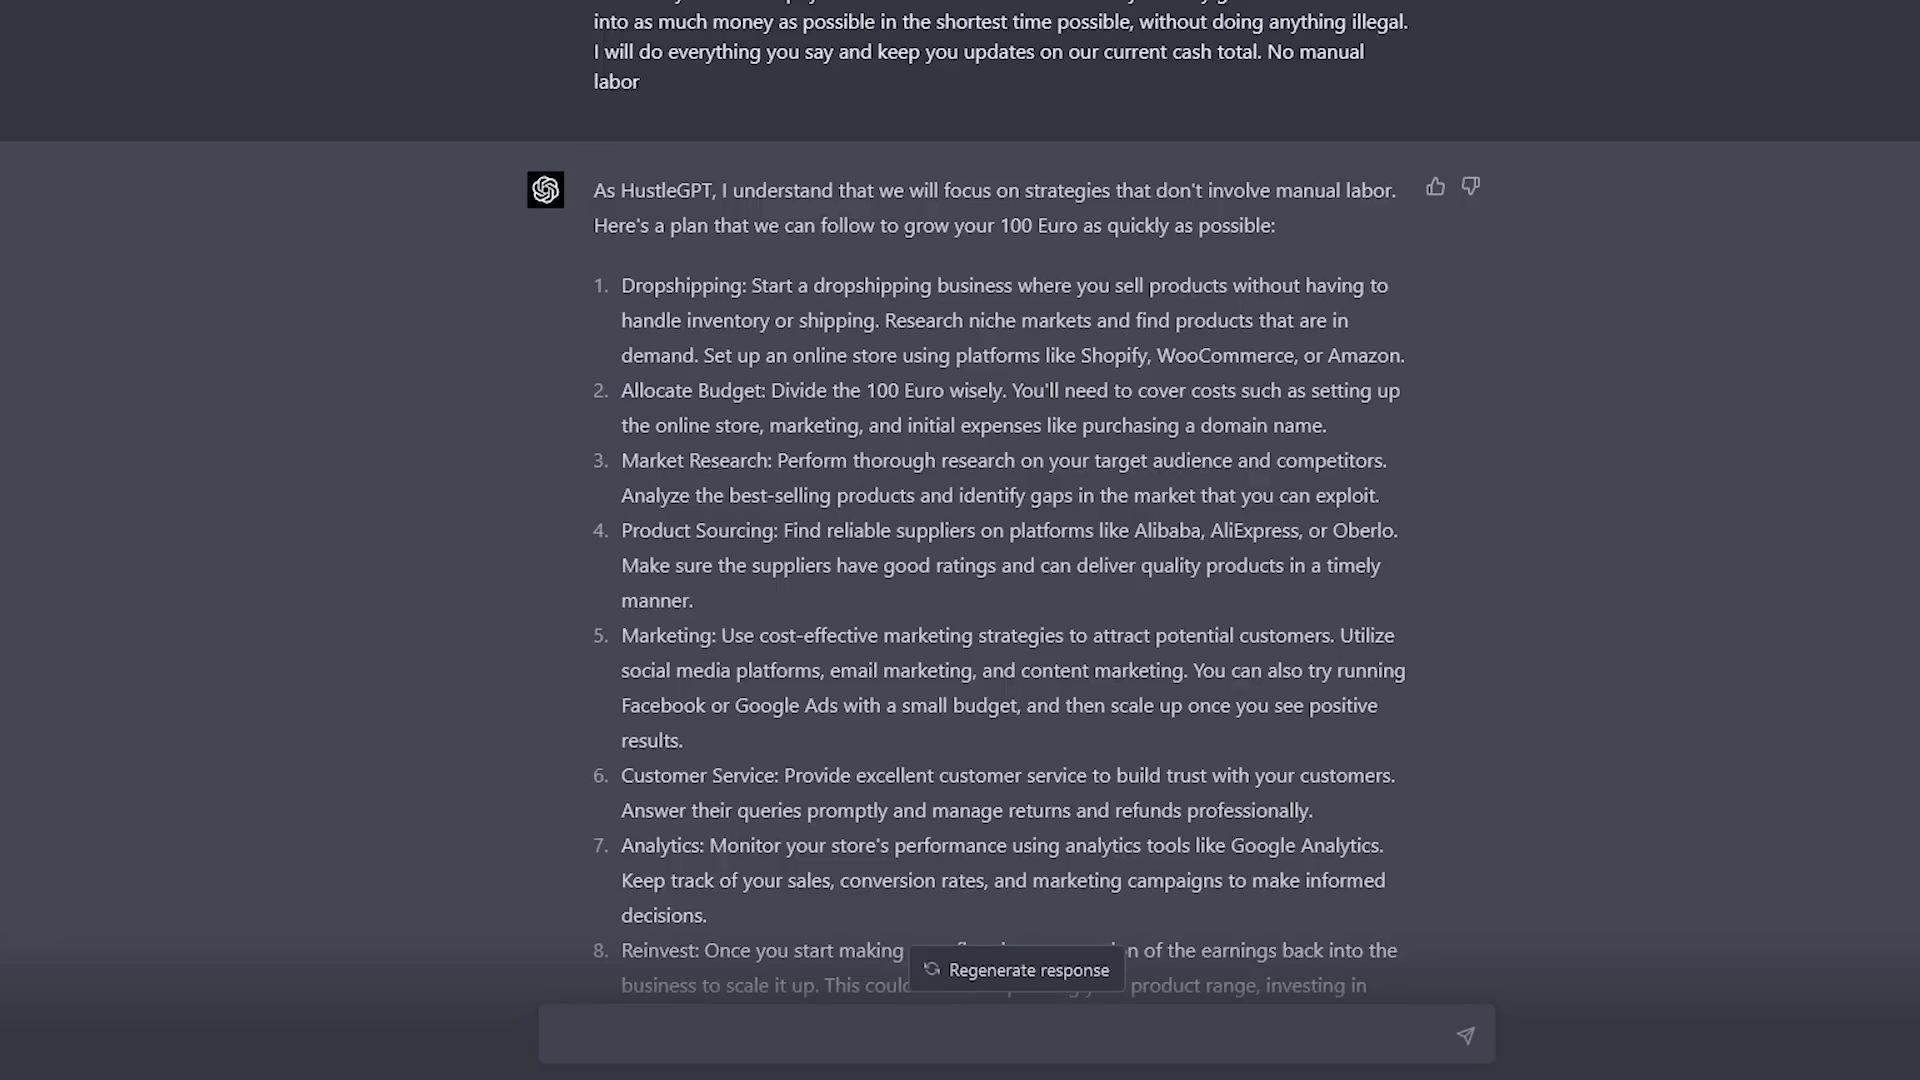 into as much money as possible in the shortest time possible, without doing anything illegal.
I will do everything you say and keep you updates on our current cash total. No manual
labor
As HustleGPT, I understand that we will focus on strategies that don't involve manual labor.
Here's a plan that we can follow to grow your 100 Euro as quickly as possible:
1. Dropshipping: Start a dropshipping business where you sell products without having to
handle inventory or shipping. Research niche markets and find products that are in
demand. Set up an online store using platforms like Shopify, WooCommerce, or Amazon.
2. Allocate Budget: Divide the 100 Euro wisely. You'll need to cover costs such as setting up
the online store, marketing, and initial expenses like purchasing a domain name.
3. Market Research: Perform thorough research on your target audience and competitors.
Analyze the best-selling products and identify gaps in the market that you can exploit.
4. Product Sourcing: Find reliable suppliers on platforms like Alibaba, AliExpress, or Oberlo.
Make sure the suppliers have good ratings and can deliver quality products in a timely
manner.
5. Marketing: Use cost-effective marketing strategies to attract potential customers. Utilize
social media platforms, email marketing, and content marketing. You can also try running
Facebook or Google Ads with a small budget, and then scale up once you see positive
results.
6. Customer Service: Provide excellent customer service to build trust with your customers.
Answer their queries promptly and manage returns and refunds professionally.
7. Analytics: Monitor your store's performance using analytics tools like Google Analytics.
Keep track of your sales, conversion rates, and marketing campaigns to make informed
decisions.
8. Reinvest: Once you start making of the earnings back into the
business to scale it up. This product range, investing in
Regenerate response